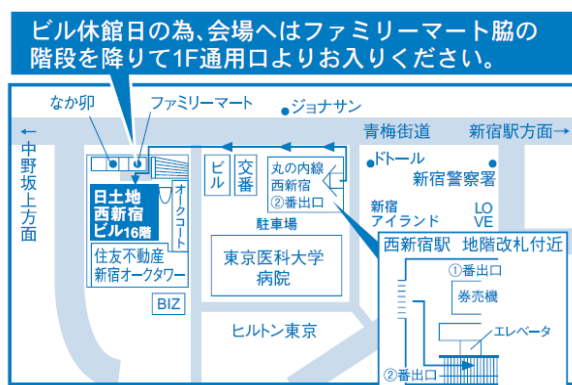 ビル休館日の為、会場へはファミリーマート脇の
階段を降りて1F通用口よりお入りください。
なか卯
ファミリーマート
ジョナサン
←中野坂上方面
青梅街道
新宿駅方面→
ビル
交番
丸の内線
西新宿
②番出口
ドトール
新宿警察署
日土地
西新宿
ビル16階
オークコート
駐車場
新宿
アイランド
LO
VE
住友不動産
新宿オークタワー
東京医科大学
病院
BIZ
ヒルトン東京
西新宿駅 地階改札付近
①番出口
券売機
エレベータ
②番出口